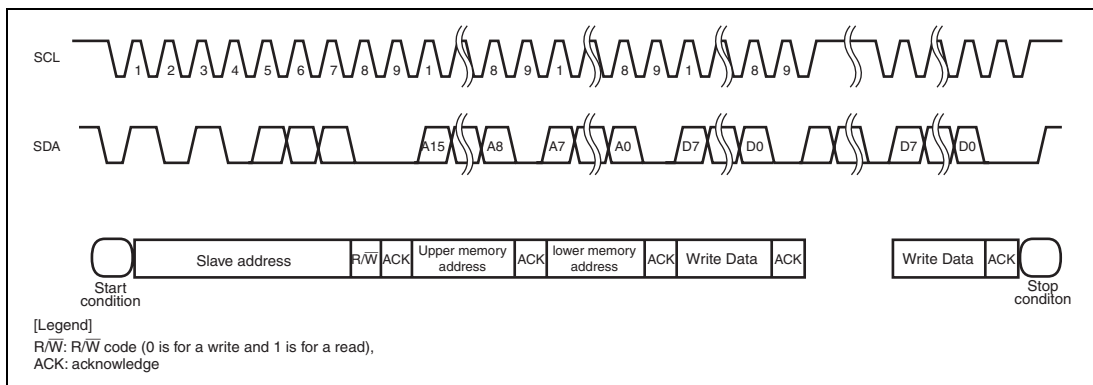 SCL
1 2 3 4 5 6 7 8 9 1 8 9 1 8 9 1 8 9
SDA
A15 A8 A7 A0 D7 D0 D7 D0
Slave address R/W̅ ACK Upper memory address ACK lower memory address ACK Write Data ACK Write Data ACK
Start condition
Stop conditon
[Legend]
R/W̅: R/W̅ code (0 is for a write and 1 is for a read),
ACK: acknowledge